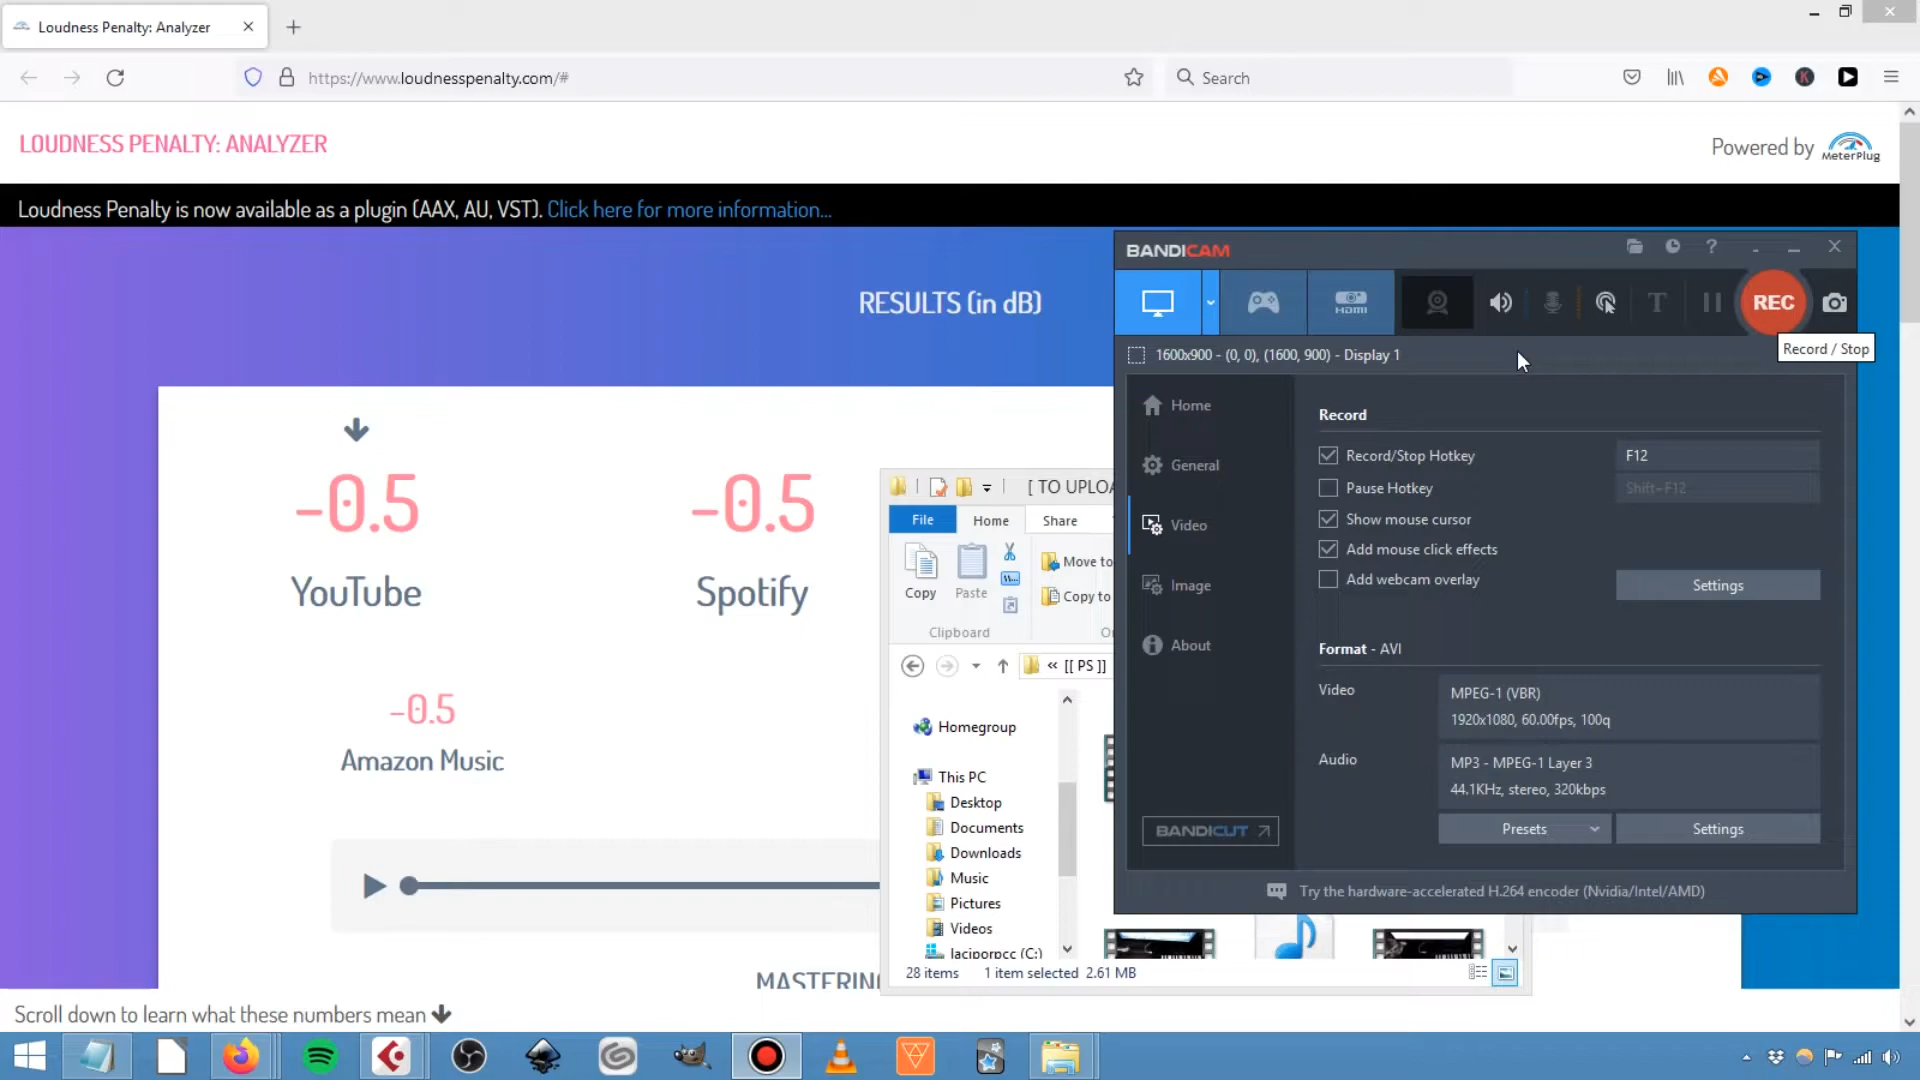 Loudness Penalty: Analyzer
https://www.loudnesspenalty.com/#
Search
LOUDNESS PENALTY: ANALYZER
Powered by
MeterPlug
Loudness Penalty is now available as a plugin (AAX, AU, VST). Click here for more information...
RESULTS (in dB)
-0.5
YouTube
-0.5
Spotify
-0.5
Amazon Music
MASTERIN
Scroll down to learn what these numbers mean
[ TO UPLOA
File
Home
Share
Copy
Paste
Move to
Copy to
Clipboard
« [[ PS ]]
Homegroup
This PC
Desktop
Documents
Downloads
Music
Pictures
Videos
laciporpcc (C:)
28 items
1 item selected 2.61 MB
BANDICAM
HDMI
T
REC
Record / Stop
1600x900 - (0, 0), (1600, 900) - Display 1
Home
General
Video
Image
About
BANDICUT
Record
Record/Stop Hotkey
F12
Pause Hotkey
Shift+F12
Show mouse cursor
Add mouse click effects
Add webcam overlay
Settings
Format - AVI
Video
MPEG-1 (VBR)
1920x1080, 60.00fps, 100q
Audio
MP3 - MPEG-1 Layer 3
44.1KHz, stereo, 320kbps
Presets
Settings
Try the hardware-accelerated H.264 encoder (Nvidia/Intel/AMD)